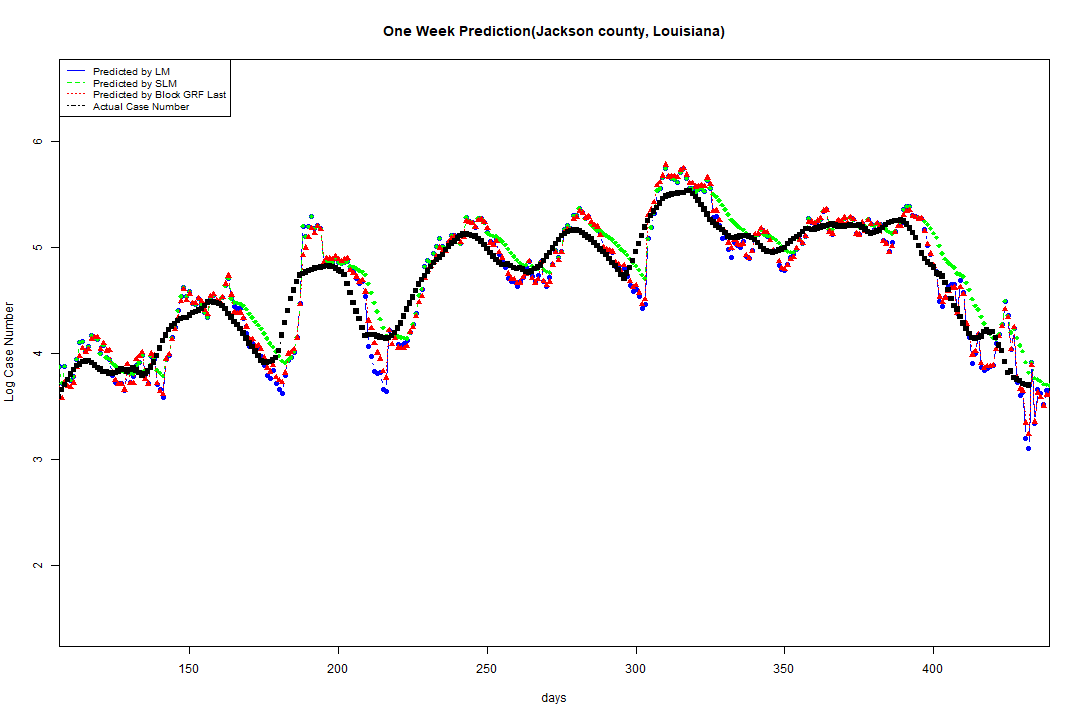 One Week Prediction(Jackson county, Louisiana)
Predicted by LM
Predicted by SLM
Predicted by Block GRF Last
Actual Case Number
6
5
4
3
2
Log Case Number
150 200 250 300 350 400
days